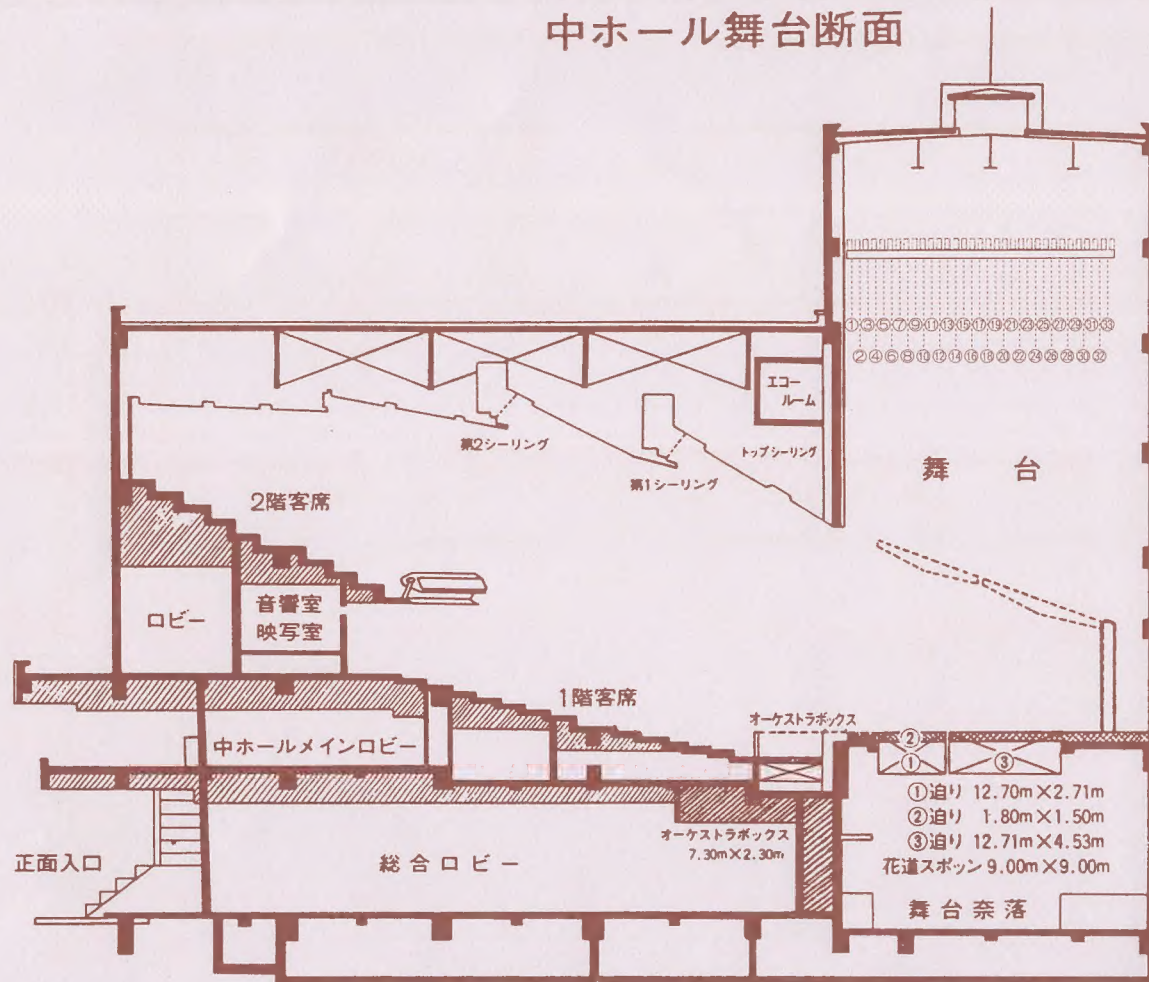 中ホール舞台断面
①③⑤⑦⑨⑪⑬⑮⑰⑲㉑㉓㉕㉗㉙㉛㉝
②④⑥⑧⑩⑫⑭⑯⑱⑳㉒㉔㉖㉘㉚㉜
エコー
ルーム
第2シーリング
トップシーリング
第1シーリング
舞台
2階客席
ロビー
音響室
映写室
1階客席
オーケストラボックス
中ホールメインロビー
②
①
③
①迫り 12.70m×2.71m
②迫り 1.80m×1.50m
③迫り 12.71m×4.53m
花道スポッン 9.00m×9.00m
オーケストラボックス
7.30m×2.30m
正面入口
総合ロビー
舞台奈落